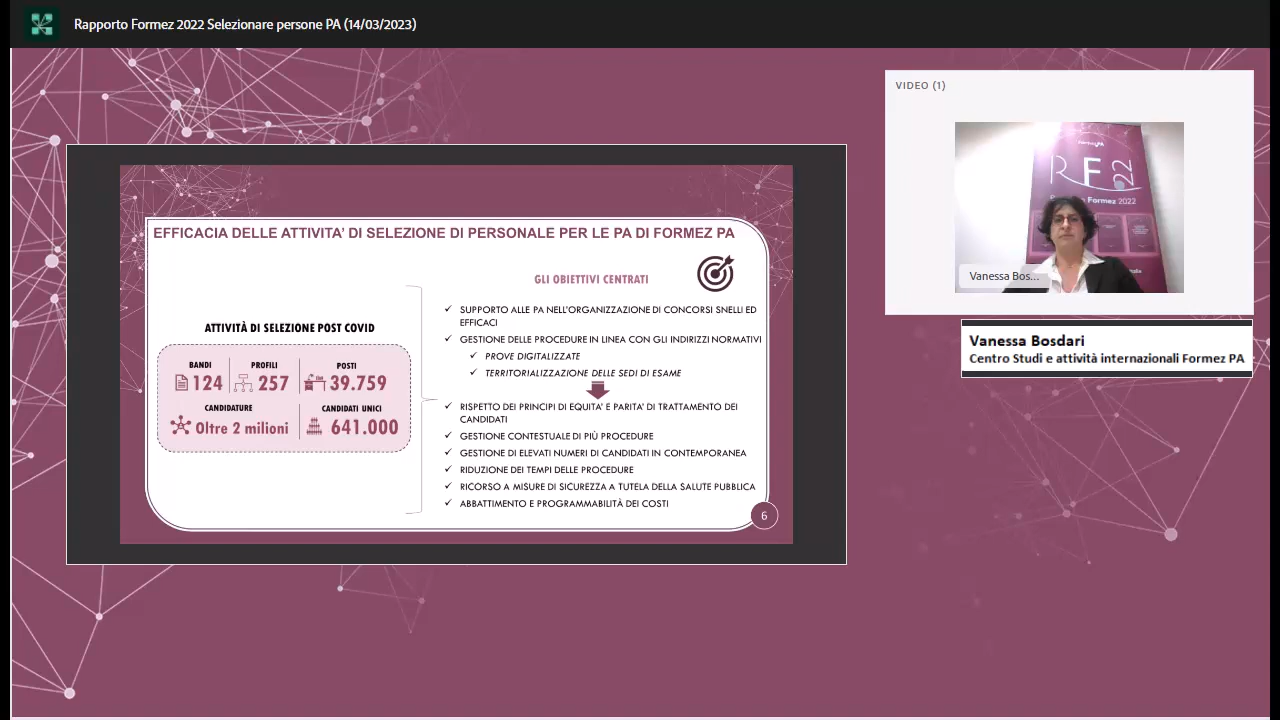 Rapporto Formez 2022 Selezionare persone PA (14/03/2023)
VIDEO (1)
RF22
Formez 2022
Vanessa Bos...
Vanessa Bosdari
Centro Studi e attività internazionali Formez PA
EFFICACIA DELLE ATTIVITA' DI SELEZIONE DI PERSONALE PER LE PA DI FORMEZ PA
ATTIVITÀ DI SELEZIONE POST COVID
BANDI PROFILI POSTI
124 257 39.759
CANDIDATURE CANDIDATI UNICI
Oltre 2 milioni 641.000
GLI OBIETTIVI CENTRATI
SUPPORTO ALLE PA NELL'ORGANIZZAZIONE DI CONCORSI SNELLI ED
EFFICACI
GESTIONE DELLE PROCEDURE IN LINEA CON GLI INDIRIZZI NORMATIVI
PROVE DIGITALIZZATE
TERRITORIALIZZAZIONE DELLE SEDI DI ESAME
RISPETTO DEI PRINCIPI DI EQUITA' E PARITA' DI TRATTAMENTO DEI
CANDIDATI
GESTIONE CONTESTUALE DI PIÙ PROCEDURE
GESTIONE DI ELEVATI NUMERI DI CANDIDATI IN CONTEMPORANEA
RIDUZIONE DEI TEMPI DELLE PROCEDURE
RICORSO A MISURE DI SICUREZZA A TUTELA DELLA SALUTE PUBBLICA
ABBATTIMENTO E PROGRAMMABILITÀ DEI COSTI
6